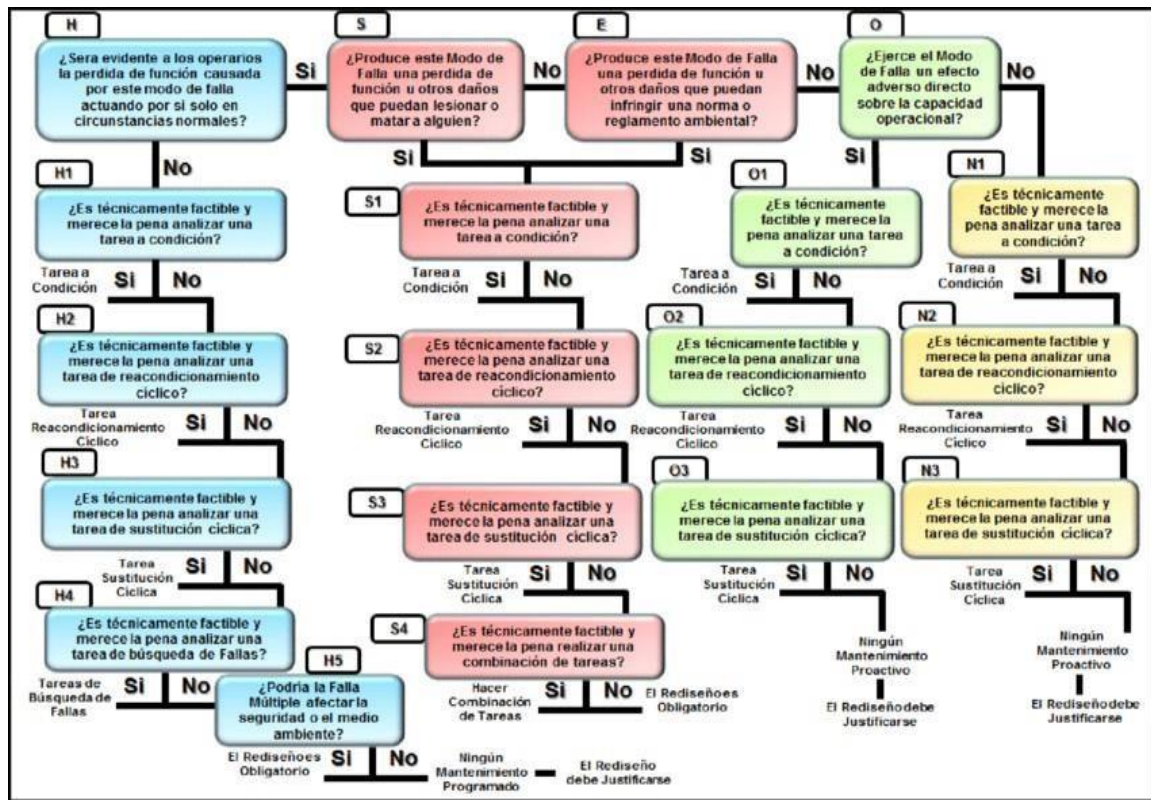 H
¿Sera evidente a los operarios
la perdida de función causada
por este modo de falla
actuando por si solo en
circunstancias normales?
Si
S
¿Produce este Modo de
Falla una perdida de
función u otros daños
que puedan lesionar o
matar a alguien?
No
E
¿Produce este Modo de Falla
una perdida de función u
otros daños que puedan
infringir una norma o
reglamento ambiental?
No
O
¿Ejerce el Modo
de Falla un efecto
adverso directo
sobre la capacidad
operacional?
No
No
Si
Si
Si
H1
¿Es técnicamente factible y
merece la pena analizar una
tarea a condición?
S1
¿Es técnicamente factible y
merece la pena analizar una
tarea a condición?
O1
¿Es técnicamente
factible y merece la
pena analizar una tarea
a condición?
N1
¿Es técnicamente
factible y merece la
pena analizar una tarea
a condición?
Tarea a
Condición
Si
No
Tarea a
Condición
Si
No
Tarea a
Condición
Si
No
Tarea a
Condición
Si
No
H2
¿Es técnicamente factible y
merece la pena analizar una
tarea de reacondicionamiento
cíclico?
S2
¿Es técnicamente factible y
merece la pena analizar una
tarea de reacondicionamiento
cíclico?
O2
¿Es técnicamente factible y
merece la pena analizar una
tarea de reacondicionamiento
cíclico?
N2
¿Es técnicamente factible y
merece la pena analizar una
tarea de reacondicionamiento
cíclico?
Tarea
Reacondicionamiento
Cíclico
Si
No
Tarea
Reacondicionamiento
Cíclico
Si
No
Tarea
Reacondicionamiento
Cíclico
Si
No
Tarea
Reacondicionamiento
Cíclico
Si
No
H3
¿Es técnicamente factible y
merece la pena analizar una
tarea de sustitución cíclica?
S3
¿Es técnicamente factible y
merece la pena analizar una
tarea de sustitución cíclica?
O3
¿Es técnicamente factible y
merece la pena analizar una
tarea de sustitución cíclica?
N3
¿Es técnicamente factible y
merece la pena analizar una
tarea de sustitución cíclica?
Tarea
Sustitución
Cíclica
Si
No
Tarea
Sustitución
Cíclica
Si
No
Tarea
Sustitución
Cíclica
Si
No
Tarea
Sustitución
Cíclica
Si
No
H4
¿Es técnicamente factible y
merece la pena analizar una
tarea de búsqueda de Fallas?
S4
¿Es técnicamente factible y
merece la pena realizar una
combinación de tareas?
Ningún
Mantenimiento
Proactivo
El Rediseño debe
Justificarse
Ningún
Mantenimiento
Proactivo
El Rediseño debe
Justificarse
Tareas de
Búsqueda de
Fallas
Si
No
H5
¿Podría la Falla
Múltiple afectar la
seguridad o el medio
ambiente?
Hacer
Combinación
de Tareas
Si
No
El Rediseño es
Obligatorio
El Rediseño es
Obligatorio
Si
No
Ningún
Mantenimiento
Programado
El Rediseño
debe Justificarse